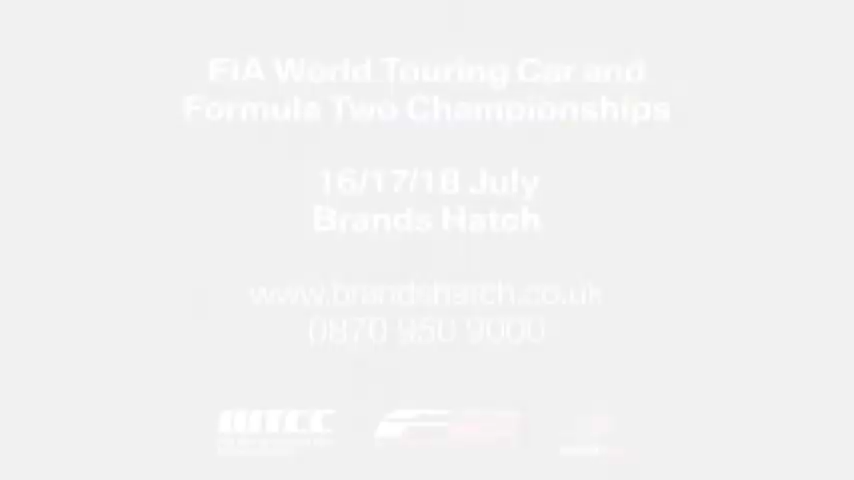 FIA World Touring Car and
Formula Two Championships
16/17/18 July
Brands Hatch
www.brandshatch.co.uk
0870 950 9000
WTCC